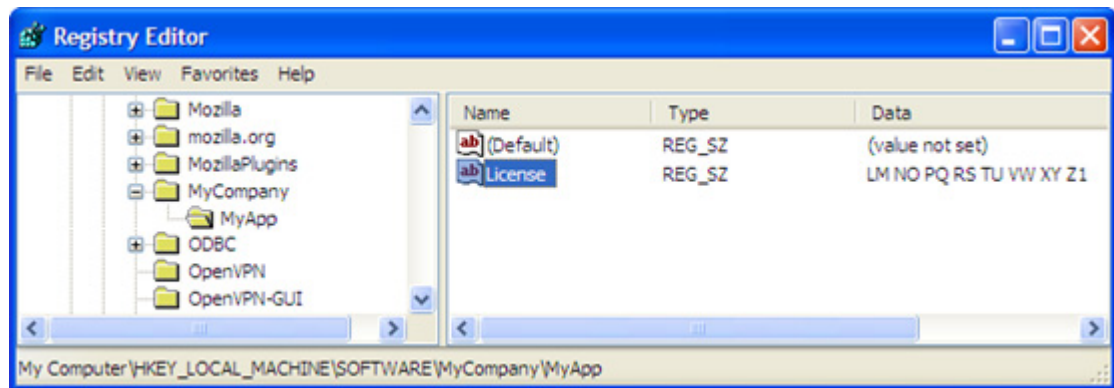 Registry Editor
File Edit View Favorites Help
Mozilla
mozilla.org
MozillaPlugins
MyCompany
MyApp
ODBC
OpenVPN
OpenVPN-GUI
Name Type Data
ab (Default) REG_SZ (value not set)
ab License REG_SZ LM NO PQ RS TU VW XY Z1
My Computer\HKEY_LOCAL_MACHINE\SOFTWARE\MyCompany\MyApp